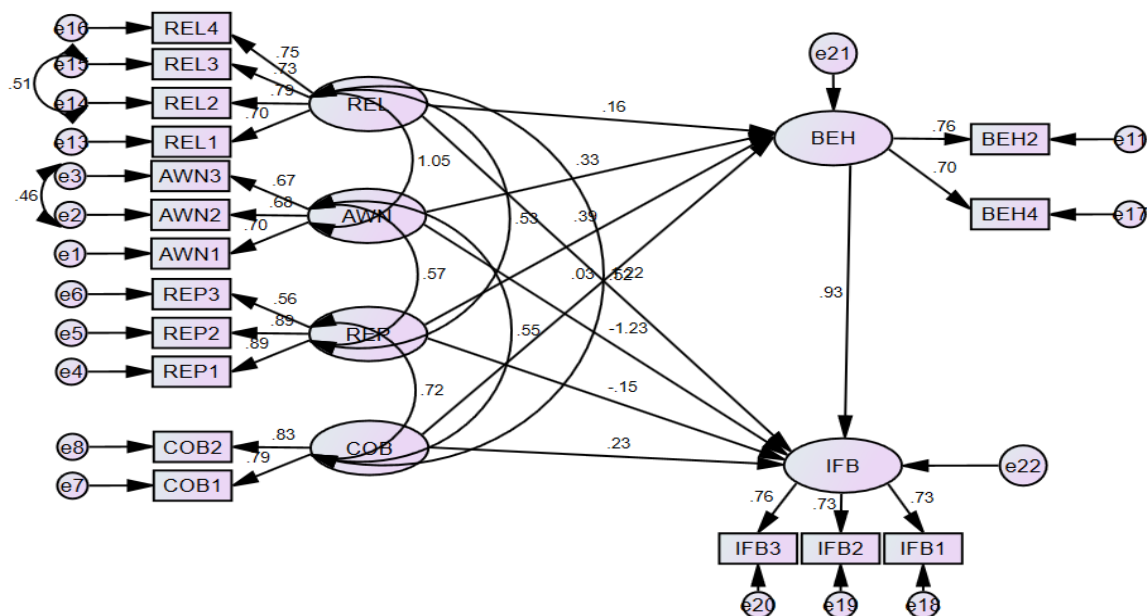 e16 REL4
e15 REL3
e14 REL2
e13 REL1
.51
.75
.73
.79
.70
REL
e21
.16
BEH
.76
BEH2
e11
.70
BEH4
e17
1.05
.33
e3 AWN3
e2 AWN2
e1 AWN1
.46
.67
.68
.70
AWN
.53
.39
.57
.03
e6 REP3
e5 REP2
e4 REP1
.56
.89
.89
REP
.55
-1.23
.93
-.15
.72
e8 COB2
e7 COB1
.83
.79
COB
.23
IFB
e22
.76
.73
.73
IFB3 IFB2 IFB1
e20 e19 e18